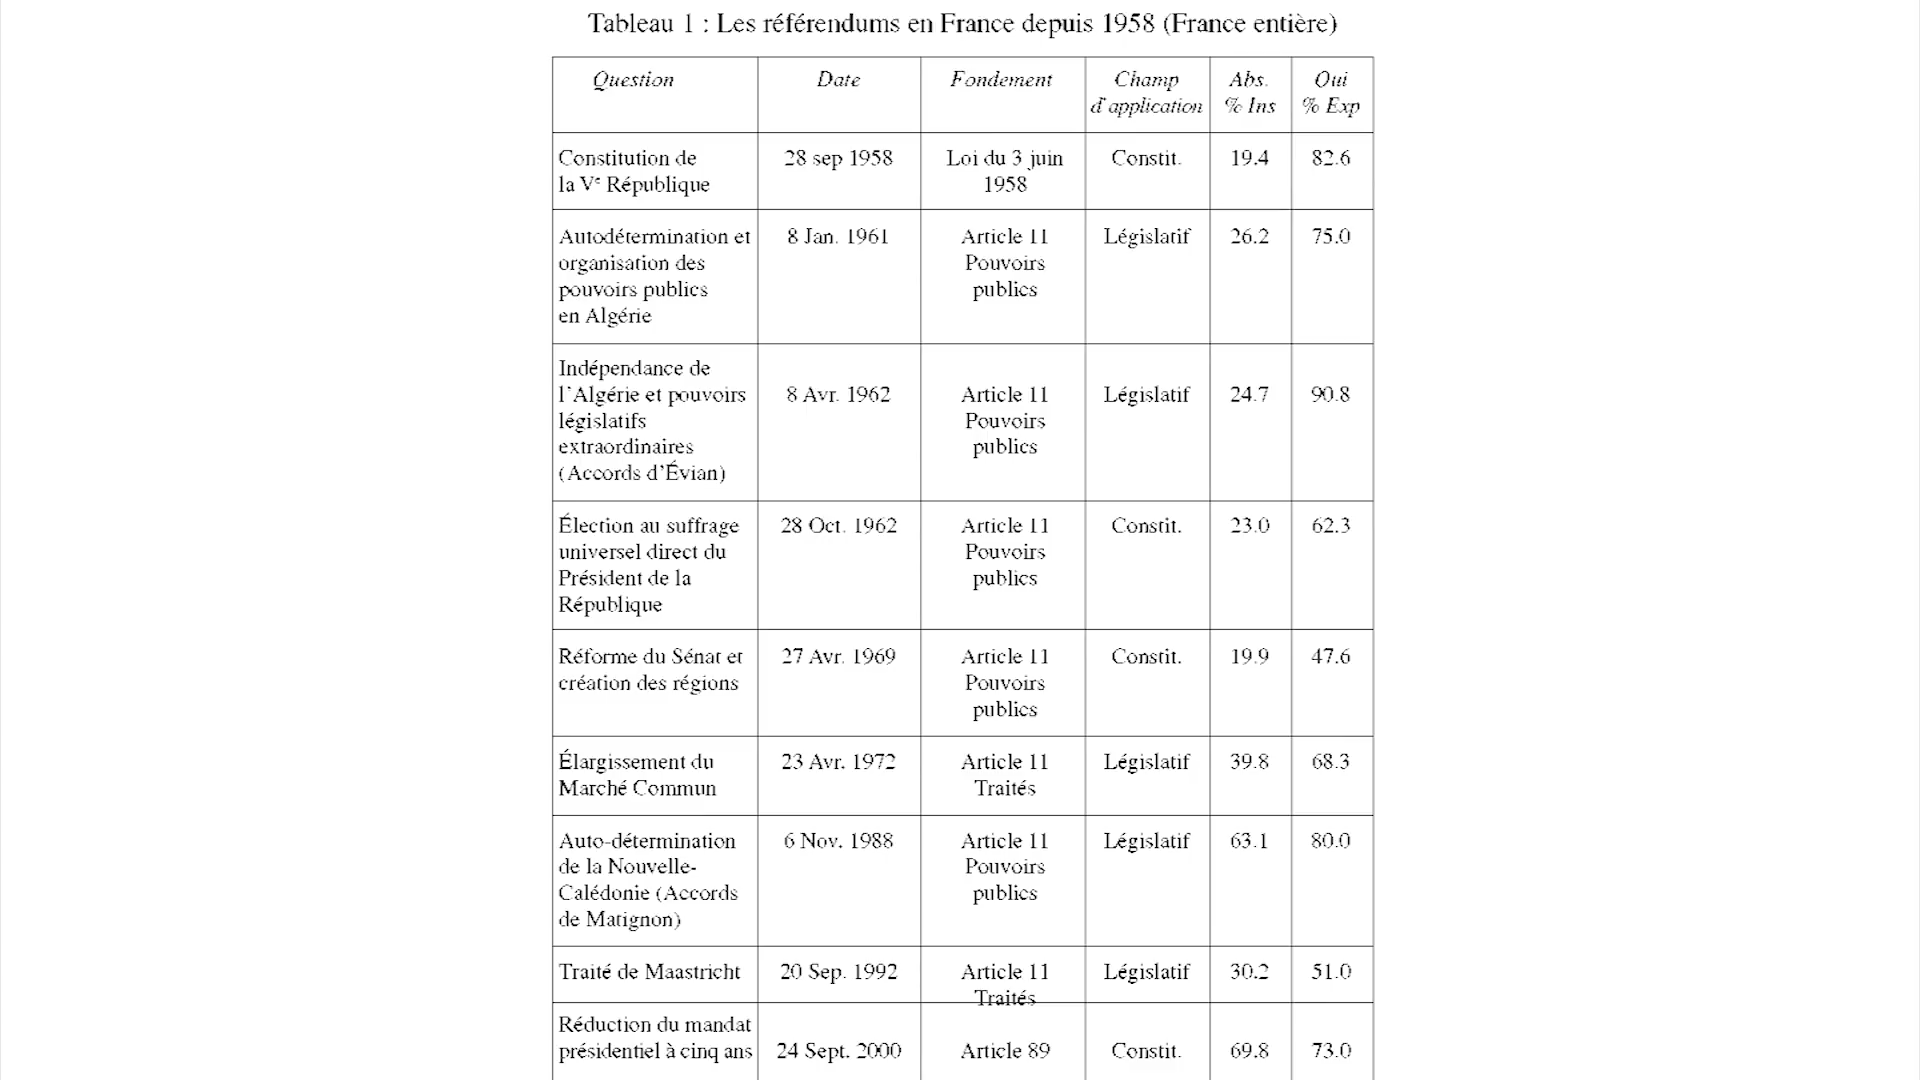 Tableau 1 : Les référendums en France depuis 1958 (France entière)
Question Date Fondement Champ Abs. Oui
d'application % Ins % Exp
Constitution de 28 sep 1958 Loi du 3 juin Constit. 19.4 82.6
la Ve République 1958
Autodétermination et 8 Jan. 1961 Article 11 Législatif 26.2 75.0
organisation des Pouvoirs
pouvoirs publics publics
en Algérie
Indépendance de
l'Algérie et pouvoirs 8 Avr. 1962 Article 11 Législatif 24.7 90.8
législatifs Pouvoirs
extraordinaires publics
(Accords d'Évian)
Élection au suffrage 28 Oct. 1962 Article 11 Constit. 23.0 62.3
universel direct du Pouvoirs
Président de la publics
République
Réforme du Sénat et 27 Avr. 1969 Article 11 Constit. 19.9 47.6
création des régions Pouvoirs
publics
Élargissement du 23 Avr. 1972 Article 11 Législatif 39.8 68.3
Marché Commun Traités
Auto-détermination 6 Nov. 1988 Article 11 Législatif 63.1 80.0
de la Nouvelle- Pouvoirs
Calédonie (Accords publics
de Matignon)
Traité de Maastricht 20 Sep. 1992 Article 11 Législatif 30.2 51.0
Traités
Réduction du mandat
présidentiel à cinq ans 24 Sept. 2000 Article 89 Constit. 69.8 73.0